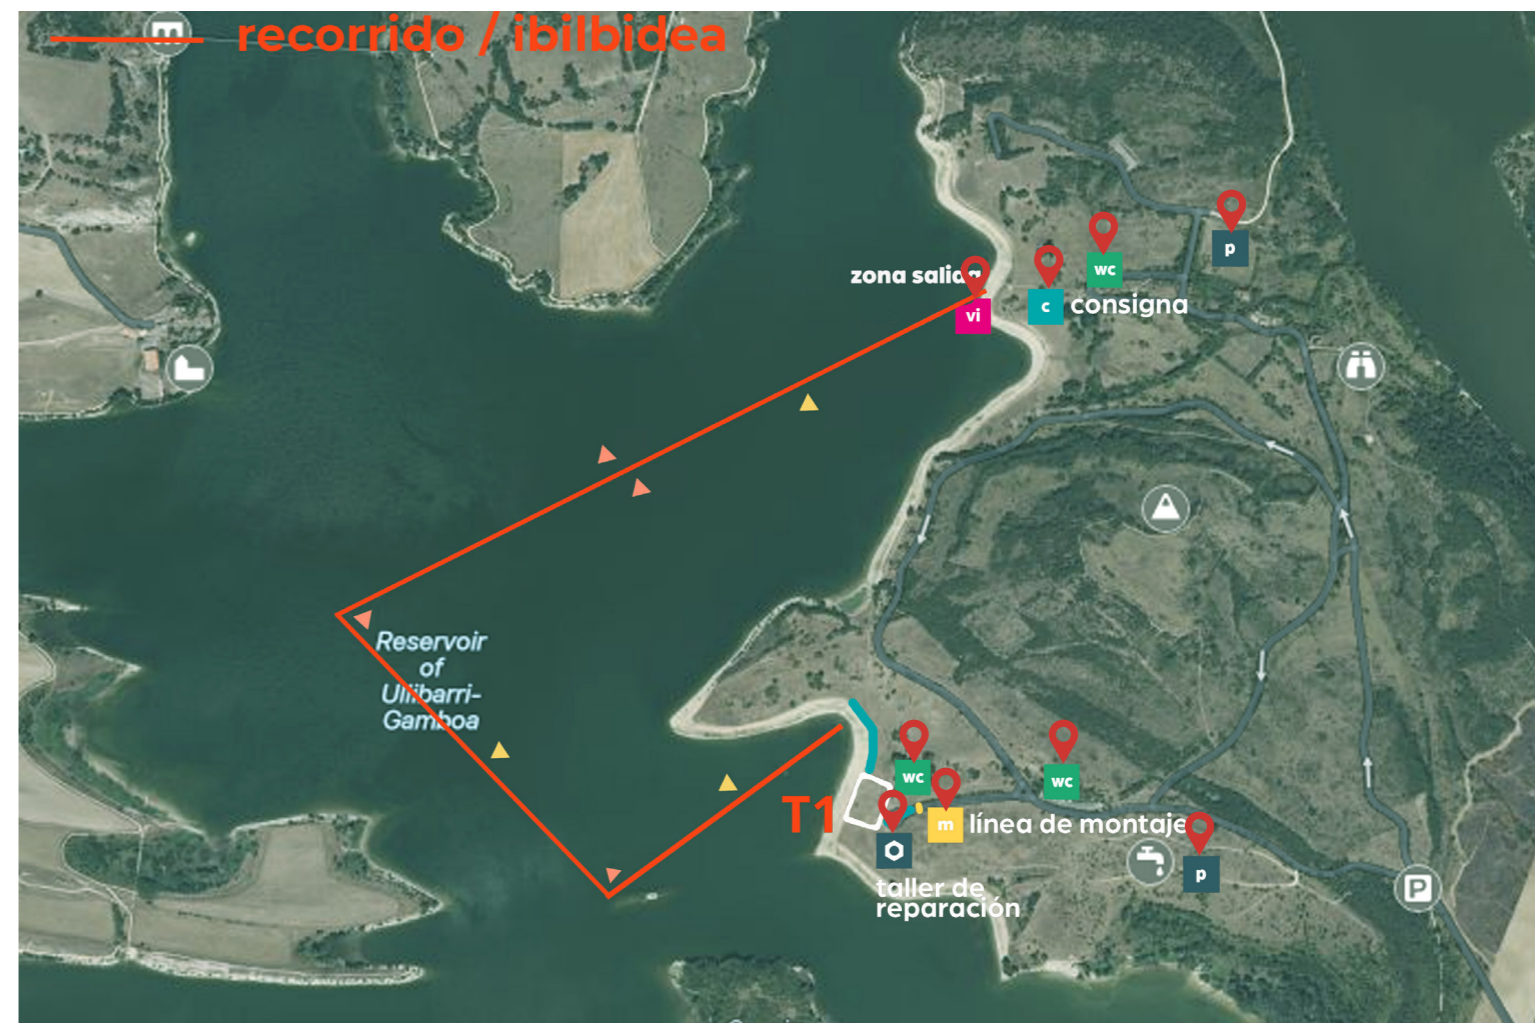 recorrido / ibilbidea
p
wc
zona salida
c
consigna
vi
Reservoir
of
Ullibarri-
Gamboa
wc
wc
T1
m
línea de montaje
p
P
taller de
reparación